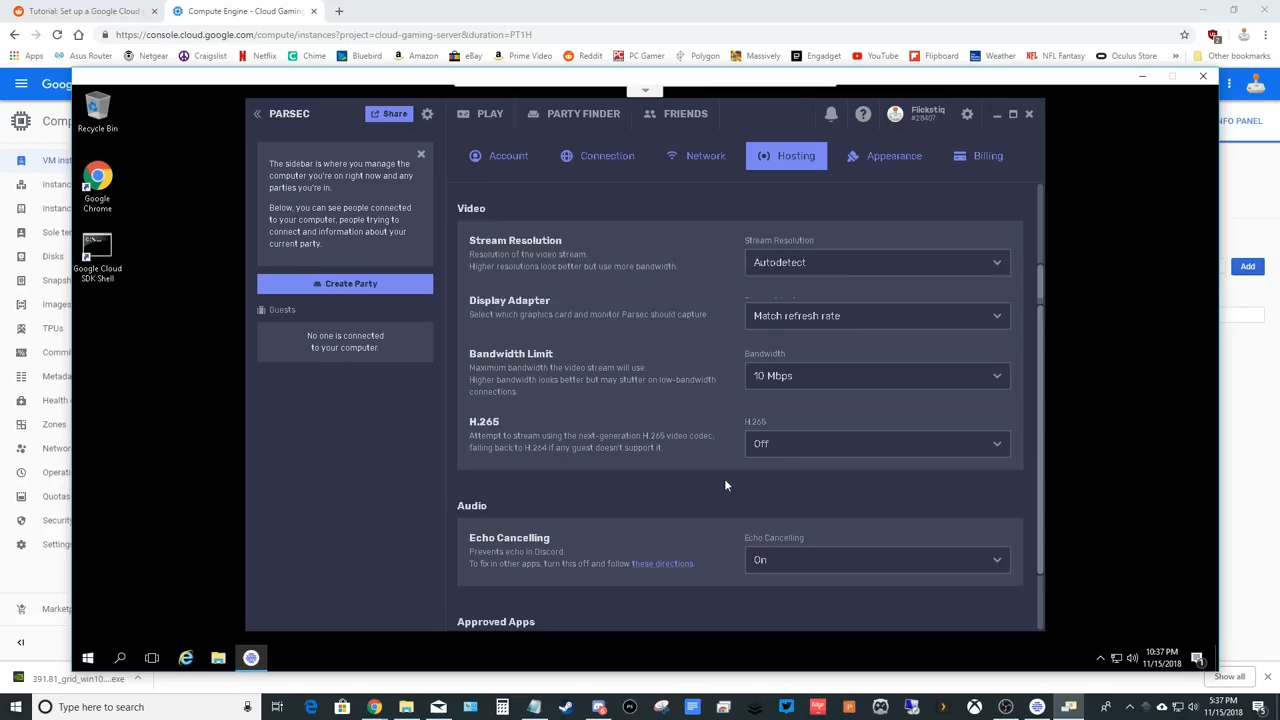 Tutorial: Set up a Google Cloud g
Compute Engine - Cloud Gaming
https://console.cloud.google.com/compute/instances?project=cloud-gaming-server&duration=PT1H
Apps
Auburn
Netgear
Craigslist
Netflix
Chime
Bluebird
Amazon
eBay
Prime Video
Reddit
PC Gamer
Polygon
Massively
Engadget
YouTube
Flipboard
Weather
NFL Fantasy
Oculus Store
Other bookmarks
Goog
Comp
NFO PANEL
VM inst
Instanc
Instanc
Sole ter
Disks
Snapsh
Images
TPUs
Commi
Metada
Health
Zones
Networ
Operati
Quotas
Security
Settings
Marketp
Add
Recycle Bin
Google
Chrome
Google Cloud
SDK Shell
PARSEC
Share
PLAY
PARTY FINDER
FRIENDS
Flickstiq
#28407
The sidebar is where you manage the
computer you're on right now and any
parties you're in.
Below, you can see people connected
to your computer, people trying to
connect and information about your
current party.
Create Party
Guests
No one is connected
to your computer.
Account
Connection
Network
Hosting
Appearance
Billing
Video
Stream Resolution
Resolution of the video stream.
Higher resolutions look better but use more bandwidth.
Stream Resolution
Autodetect
Display Adapter
Select which graphics card and monitor Parsec should capture.
Match refresh rate
Bandwidth Limit
Maximum bandwidth the video stream will use.
Higher bandwidth looks better but may stutter on low-bandwidth
connections.
Bandwidth
10 Mbps
H.265
Attempt to stream using the next-generation H.265 video codec,
falling back to H.264 if any guest doesn't support it.
H.265
Off
Audio
Echo Cancelling
Prevents echo in Discord.
To fix in other apps, turn this off and follow these directions.
Echo Cancelling
On
Approved Apps
10:37 PM
11/15/2018
391.81_grid_win10....exe
Show all
Type here to search
5:37 PM
11/15/2018